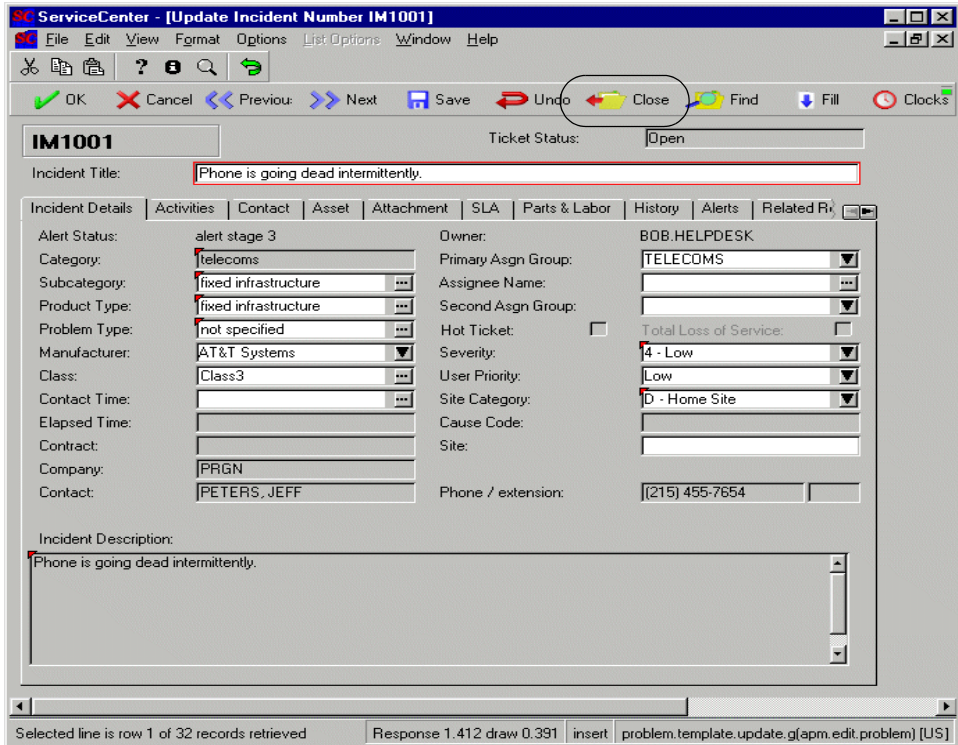 SC ServiceCenter - [Update Incident Number IM1001]
SC File Edit View Format Options List Options Window Help
OK Cancel Previou: Next Save Undo Close Find Fill Clocks
IM1001
Ticket Status: Open
Incident Title: Phone is going dead intermittently.
Incident Details Activities Contact Asset Attachment SLA Parts & Labor History Alerts Related
Alert Status: alert stage 3 Owner: BOB.HELPDESK
Category: telecoms Primary Asgn Group: TELECOMS
Subcategory: fixed infrastructure Assignee Name:
Product Type: fixed infrastructure Second Asgn Group:
Problem Type: not specified Hot Ticket: Total Loss of Service:
Manufacturer: AT&T Systems Severity: 4 - Low
Class: Class3 User Priority: Low
Contact Time: Site Category: D - Home Site
Elapsed Time: Cause Code:
Contract: Site:
Company: PRGN
Contact: PETERS, JEFF Phone / extension: (215) 455-7654
Incident Description:
Phone is going dead intermittently.
Selected line is row 1 of 32 records retrieved Response 1.412 draw 0.391 insert problem.template.update.g(apm.edit.problem) [US]